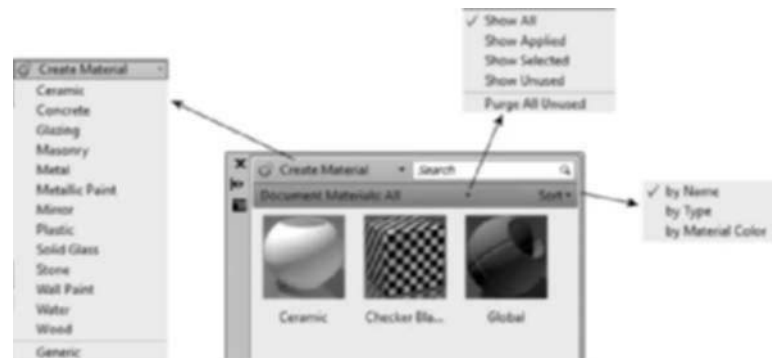 Show All
Show Applied
Show Selected
Show Unused
Purge All Unused
Create Material
Ceramic
Concrete
Glazing
Masonry
Metal
Metallic Paint
Mirror
Plastic
Solid Glass
Stone
Wall Paint
Water
Wood
Generic
Create Material Search
Document Materials: All Sort
Ceramic Checker Bla... Global
by Name
by Type
by Material Color